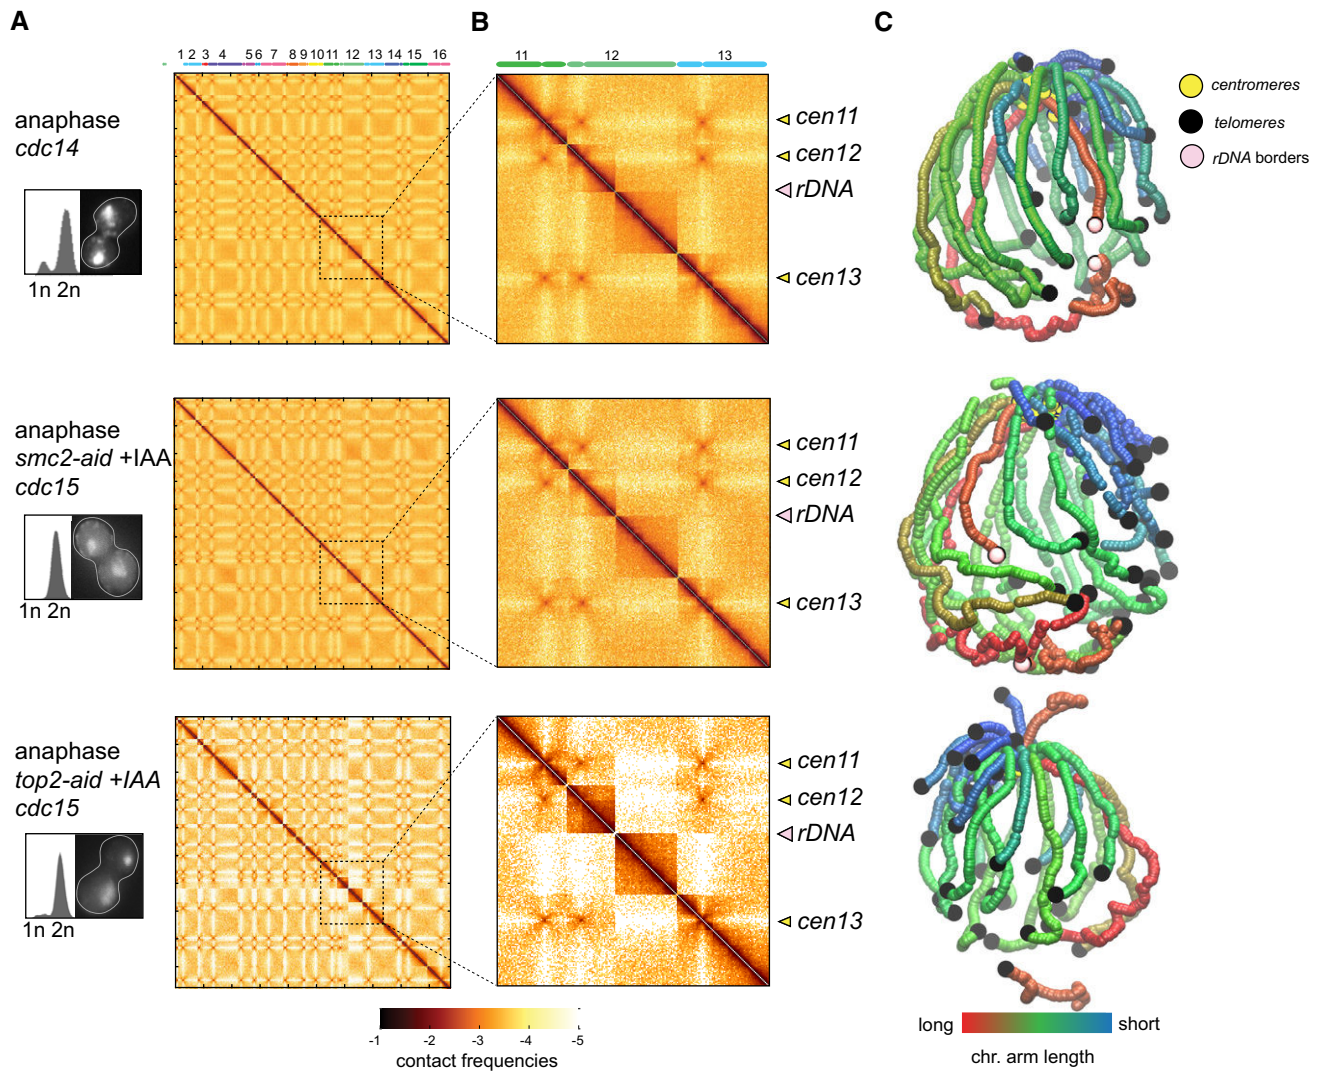 A
B
C
1 2 3 4 5 6 7 8 9 10 11 12 13 14 15 16
11 12 13
anaphase
cdc14
1n 2n
cen11
cen12
rDNA
cen13
centromeres
telomeres
rDNA borders
anaphase
smc2-aid +IAA
cdc15
1n 2n
cen11
cen12
rDNA
cen13
anaphase
top2-aid +IAA
cdc15
1n 2n
cen11
cen12
rDNA
cen13
-1 -2 -3 -4 -5
contact frequencies
long short
chr. arm length